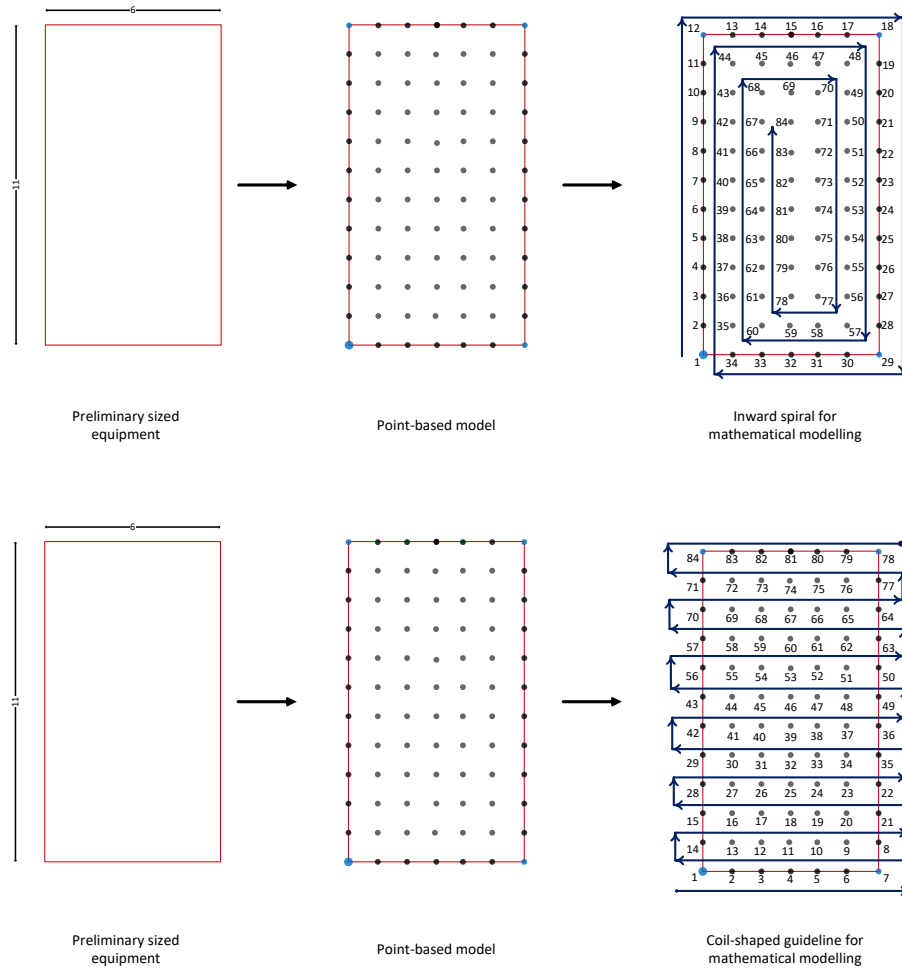 6
11
12 13 14 15 16 17 18
44 45 46 47 48
11 19
68 69 70
10 43 49 20
9 42 67 84 71 50 21
8 41 66 83 72 51 22
7 40 65 82 73 52 23
6 39 64 81 74 53 24
5 38 63 80 75 54 25
4 37 62 79 76 55 26
3 36 61 78 77 56 27
2 35 60 59 58 57 28
1 34 33 32 31 30 29
Preliminary sized
equipment
Point-based model
Inward spiral for
mathematical modelling
6
11
84 83 82 81 80 79 78
71 72 73 74 75 76 77
70 69 68 67 66 65 64
57 58 59 60 61 62 63
56 55 54 53 52 51 50
43 44 45 46 47 48 49
42 41 40 39 38 37 36
29 30 31 32 33 34 35
28 27 26 25 24 23 22
15 16 17 18 19 20 21
14 13 12 11 10 9 8
1 2 3 4 5 6 7
Preliminary sized
equipment
Point-based model
Coil-shaped guideline for
mathematical modelling